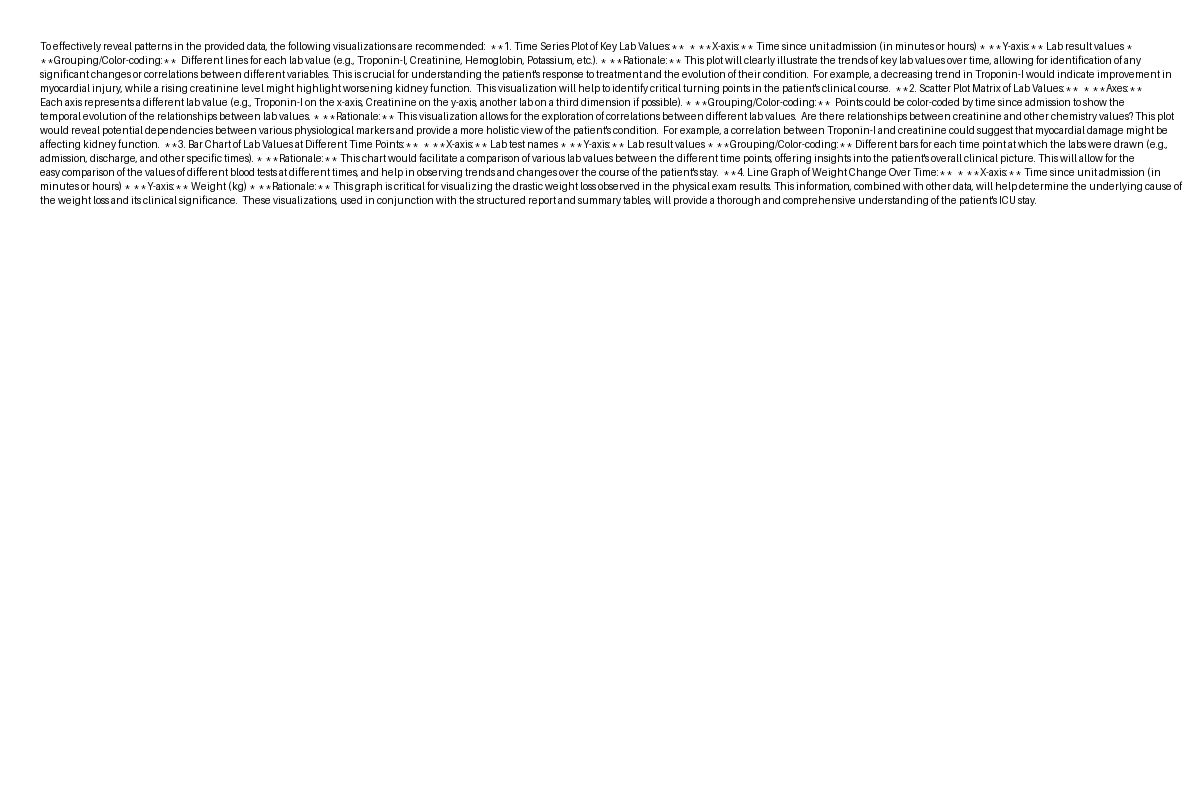 To effectively reveal patterns in the provided data, the following visualizations are recommended:  **1. Time Series Plot of Key Lab Values:**  * **X-axis:** Time since unit admission (in minutes or hours) * **Y-axis:** Lab result values *
**Grouping/Color-coding:**  Different lines for each lab value (e.g., Troponin-I, Creatinine, Hemoglobin, Potassium, etc.). * **Rationale:** This plot will clearly illustrate the trends of key lab values over time, allowing for identification of any
significant changes or correlations between different variables. This is crucial for understanding the patient's response to treatment and the evolution of their condition.  For example, a decreasing trend in Troponin-I would indicate improvement in
myocardial injury, while a rising creatinine level might highlight worsening kidney function.  This visualization will help to identify critical turning points in the patient's clinical course.  **2. Scatter Plot Matrix of Lab Values:**  * **Axes:**
Each axis represents a different lab value (e.g., Troponin-I on the x-axis, Creatinine on the y-axis, another lab on a third dimension if possible). * **Grouping/Color-coding:**  Points could be color-coded by time since admission to show the
temporal evolution of the relationships between lab values. * **Rationale:** This visualization allows for the exploration of correlations between different lab values.  Are there relationships between creatinine and other chemistry values? This plot
would reveal potential dependencies between various physiological markers and provide a more holistic view of the patient's condition.  For example, a correlation between Troponin-I and creatinine could suggest that myocardial damage might be
affecting kidney function.  **3. Bar Chart of Lab Values at Different Time Points:**  * **X-axis:** Lab test names * **Y-axis:** Lab result values * **Grouping/Color-coding:** Different bars for each time point at which the labs were drawn (e.g.,
admission, discharge, and other specific times). * **Rationale:** This chart would facilitate a comparison of various lab values between the different time points, offering insights into the patient's overall clinical picture. This will allow for the
easy comparison of the values of different blood tests at different times, and help in observing trends and changes over the course of the patient's stay.  **4. Line Graph of Weight Change Over Time:**  * **X-axis:** Time since unit admission (in
minutes or hours) * **Y-axis:** Weight (kg) * **Rationale:** This graph is critical for visualizing the drastic weight loss observed in the physical exam results. This information, combined with other data, will help determine the underlying cause of
the weight loss and its clinical significance.  These visualizations, used in conjunction with the structured report and summary tables, will provide a thorough and comprehensive understanding of the patient's ICU stay.